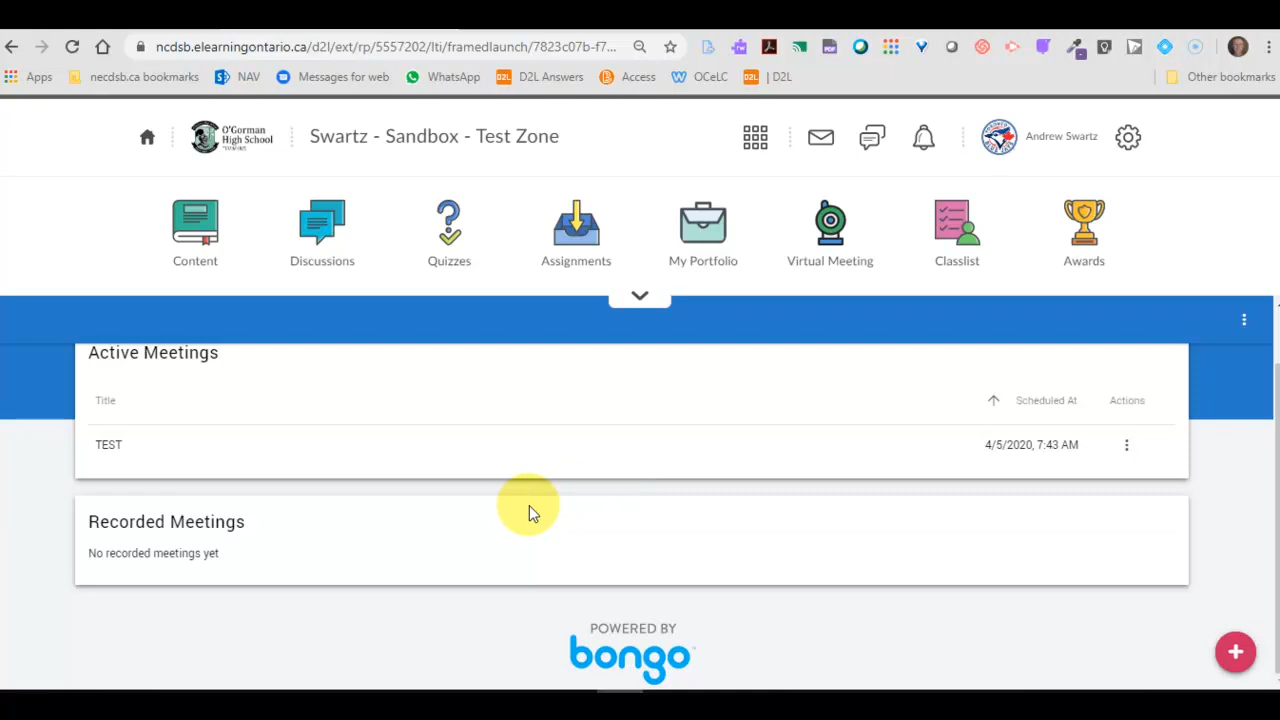 ncdsb.elearningontario.ca/d2l/ext/rp/5557202/lti/framedlaunch/7823c07b-f7...
Apps necdsb.ca bookmarks NAV Messages for web WhatsApp D2L D2L Answers Access OCeLC D2L | D2L Other bookmarks
O'Gorman
High School
Swartz - Sandbox - Test Zone
Andrew Swartz
Content Discussions Quizzes Assignments My Portfolio Virtual Meeting Classlist Awards
Active Meetings
Title Scheduled At Actions
TEST 4/5/2020, 7:43 AM
Recorded Meetings
No recorded meetings yet
POWERED BY
bongo